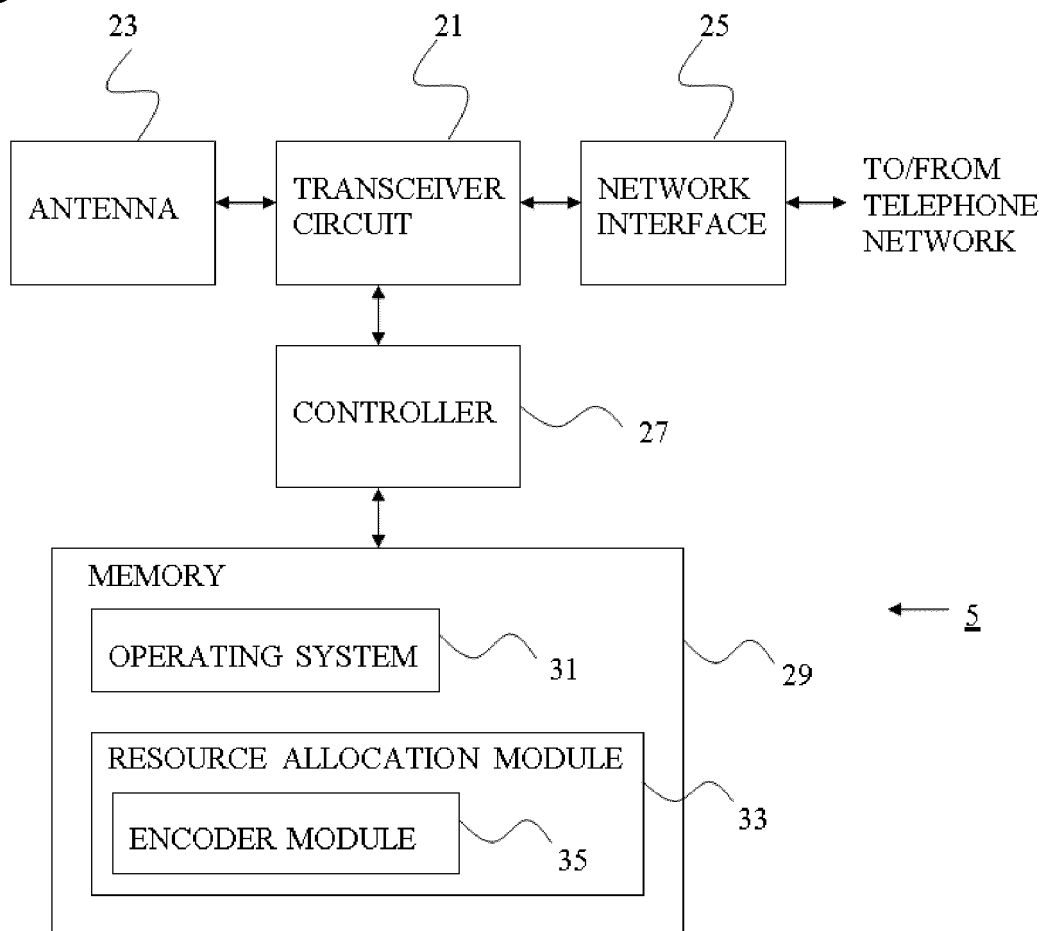 23
21
25
ANTENNA
TRANSCEIVER
CIRCUIT
NETWORK
INTERFACE
TO/FROM
TELEPHONE
NETWORK
CONTROLLER
27
MEMORY
5
OPERATING SYSTEM
31
29
RESOURCE ALLOCATION MODULE
33
ENCODER MODULE
35